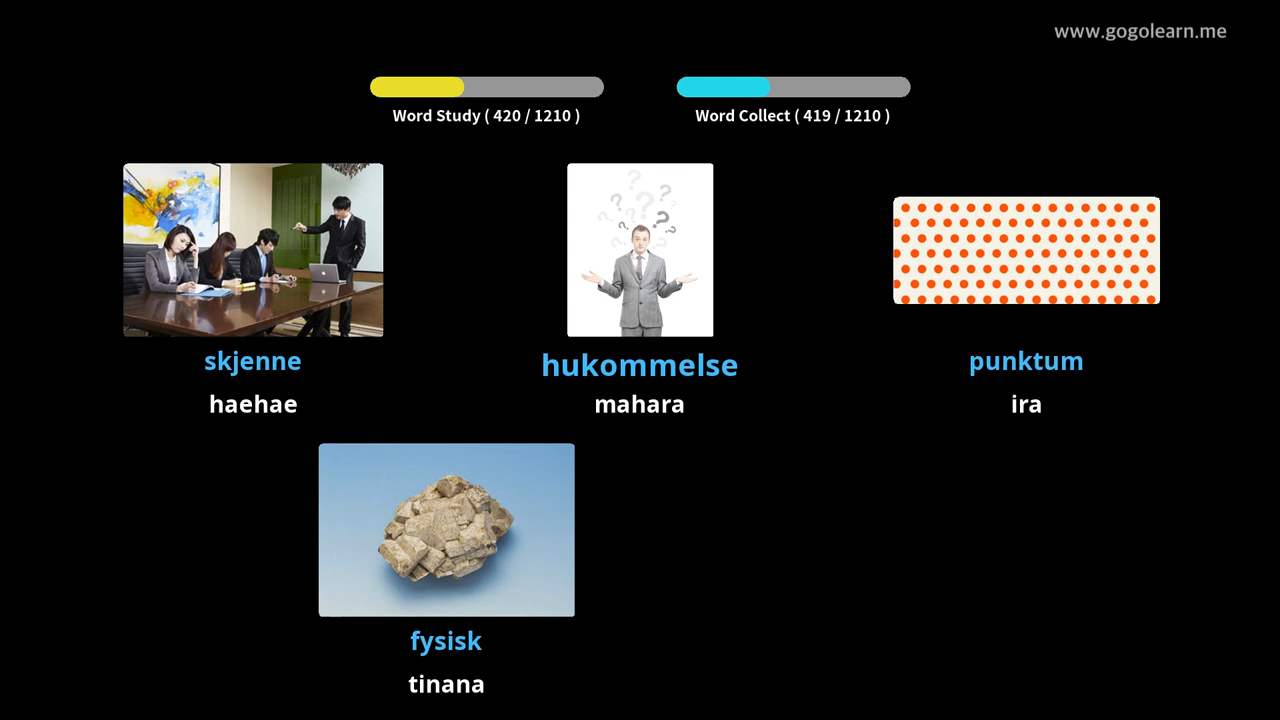 www.gogolearn.me
Word Study ( 420 / 1210 )
Word Collect ( 419 / 1210 )
skjenne
haehae
hukommelse
mahara
punktum
ira
fysisk
tinana